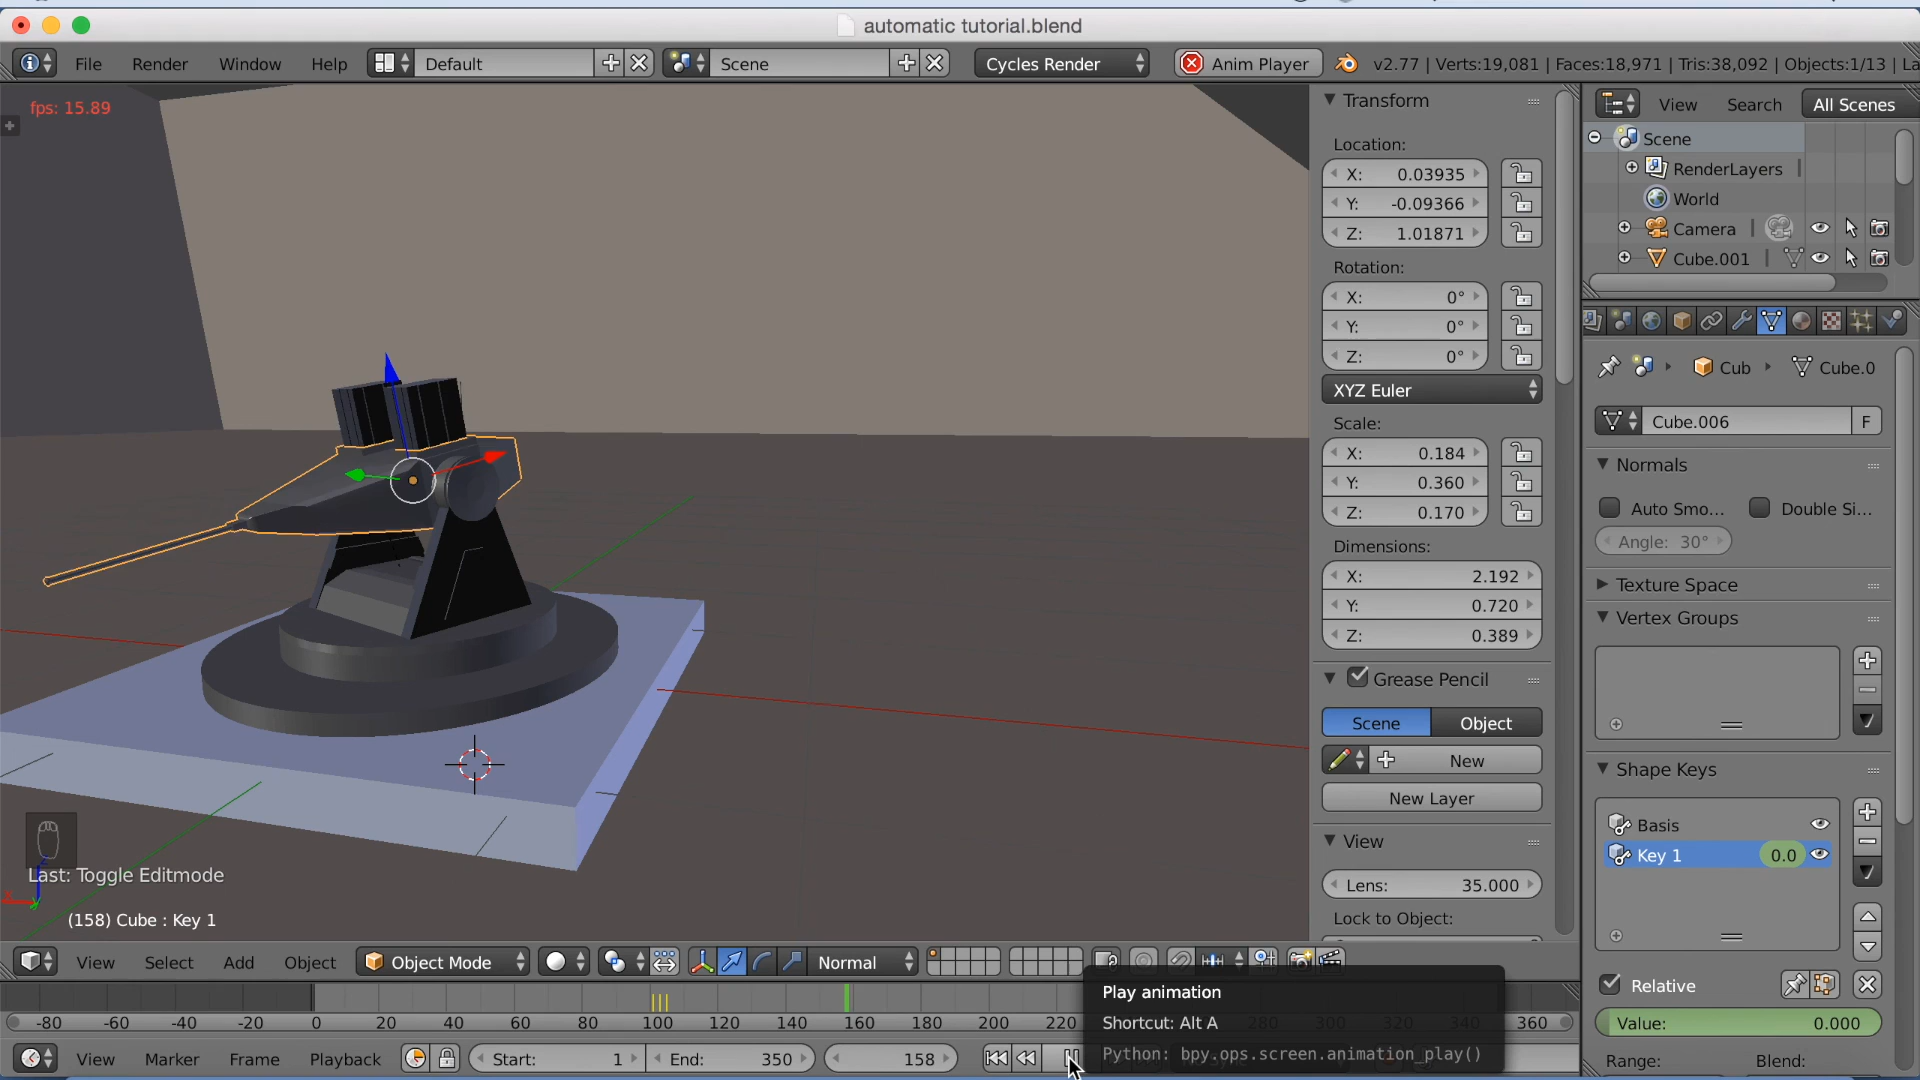 automatic tutorial.blend
File Render Window Help Default Scene Cycles Render Anim Player v2.77 | Verts:19,081 | Faces:18,971 | Tris:38,092 | Objects:1/13 | La
fps: 15.89
Transform
Location:
X: 0.03935
Y: -0.09366
Z: 1.01871
Rotation:
X: 0°
Y: 0°
Z: 0°
XYZ Euler
Scale:
X: 0.184
Y: 0.360
Z: 0.170
Dimensions:
X: 2.192
Y: 0.720
Z: 0.389
Grease Pencil
Scene Object
New
New Layer
View
Lens: 35.000
Lock to Object:
View Search All Scenes
Scene
RenderLayers
World
Camera
Cube.001
Cub Cube.0
Cube.006 F
Normals
Auto Smo... Double Si...
Angle: 30°
Texture Space
Vertex Groups
Shape Keys
Basis
Key 1 0.0
Relative
Value: 0.000
Range: Blend:
Last: Toggle Editmode
(158) Cube : Key 1
View Select Add Object Object Mode Normal
Play animation
Shortcut: Alt A
Python: bpy.ops.screen.animation_play()
-80 -60 -40 -20 0 20 40 60 80 100 120 140 160 180 200 220 280 300 320 340 360
View Marker Frame Playback Start: 1 End: 350 158 No Sync